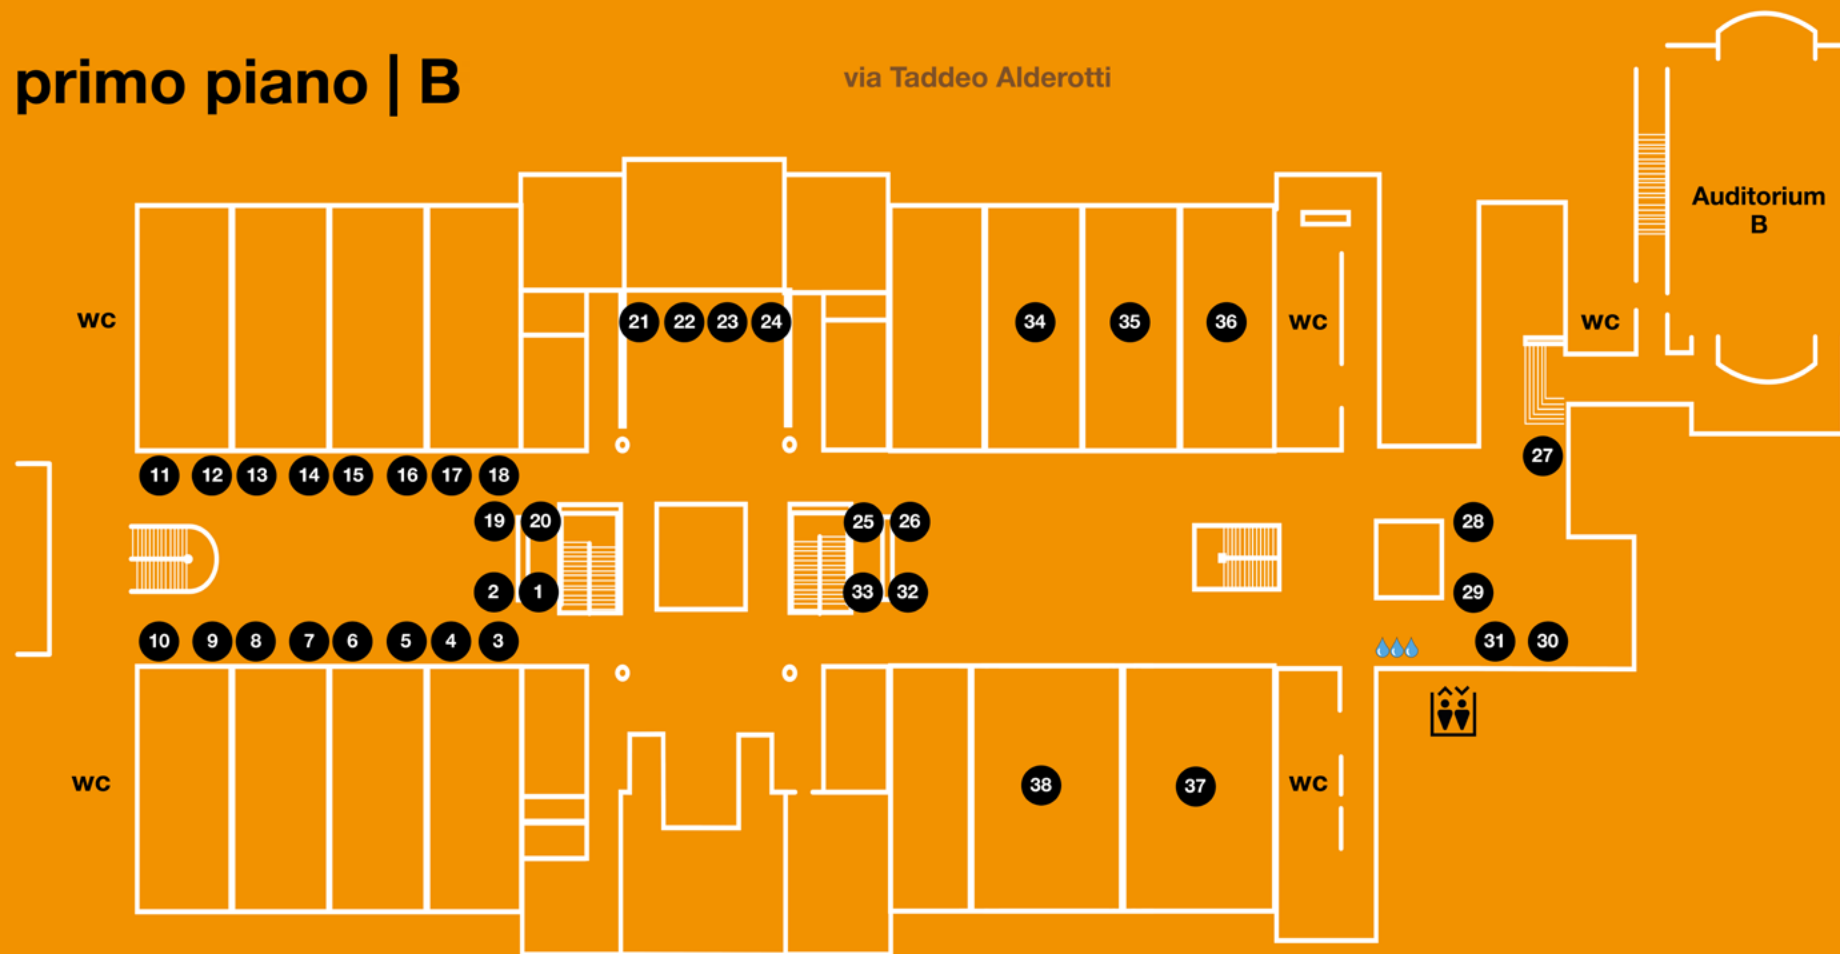 primo piano | B
via Taddeo Alderotti
Auditorium
B
wc
21 22 23 24
34 35 36
wc
wc
11 12 13 14 15 16 17 18
27
19 20
25 26
28
2 1
33 32
29
10 9 8 7 6 5 4 3
31 30
wc
38 37
wc